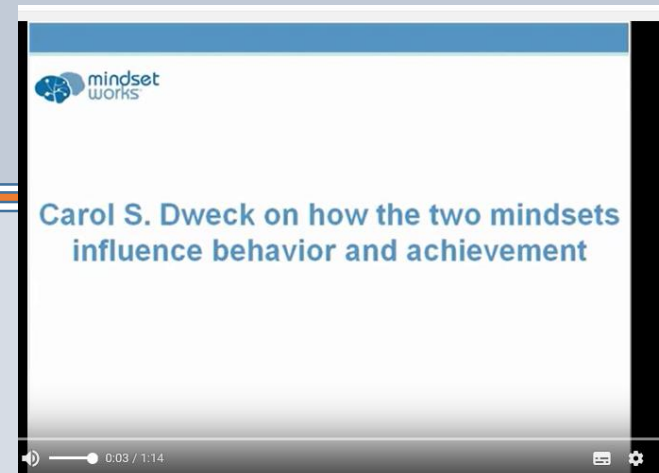 mindset
works
Carol S. Dweck on how the two mindsets
influence behavior and achievement
0:03 / 1:14